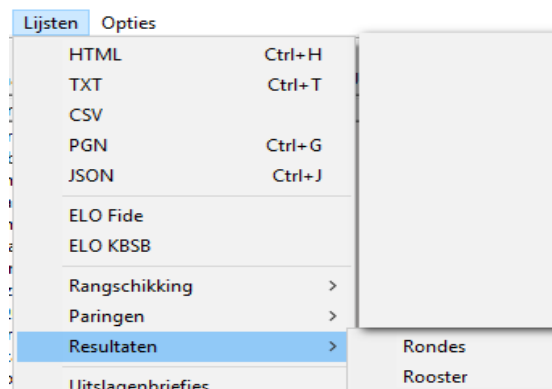 Lijsten Opties
HTML Ctrl+H
TXT Ctrl+T
CSV
PGN Ctrl+G
JSON Ctrl+J
ELO Fide
ELO KBSB
Rangschikking >
Paringen >
Resultaten >
Rondes
Rooster
Uitslagenbriefjes